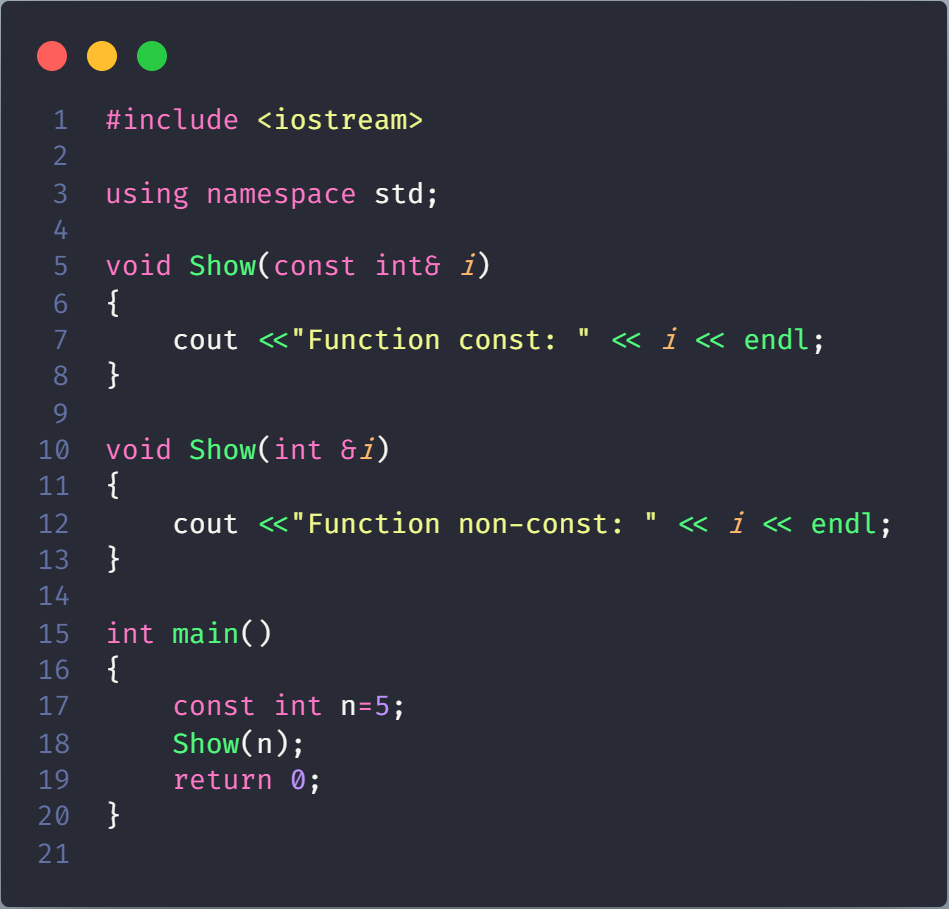 1 #include <iostream>
2
3 using namespace std;
4
5 void Show(const int& i)
6 {
7     cout <<"Function const: " << i << endl;
8 }
9
10 void Show(int &i)
11 {
12     cout <<"Function non-const: " << i << endl;
13 }
14
15 int main()
16 {
17     const int n=5;
18     Show(n);
19     return 0;
20 }
21